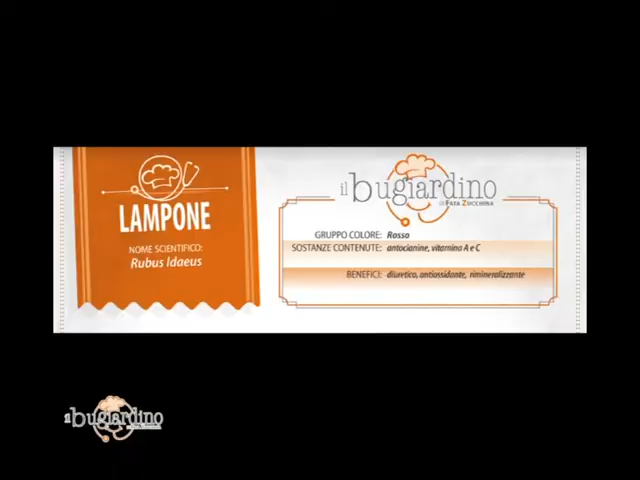 LAMPONE
NOME SCIENTIFICO:
Rubus Idaeus
il bugiardino
DI FATA ZUCCHINA
GRUPPO COLORE: Rosso
SOSTANZE CONTENUTE: antocianine, vitamina A e C
BENEFICI: diuretico, antiossidante, rimineralizzante
il bugiardino